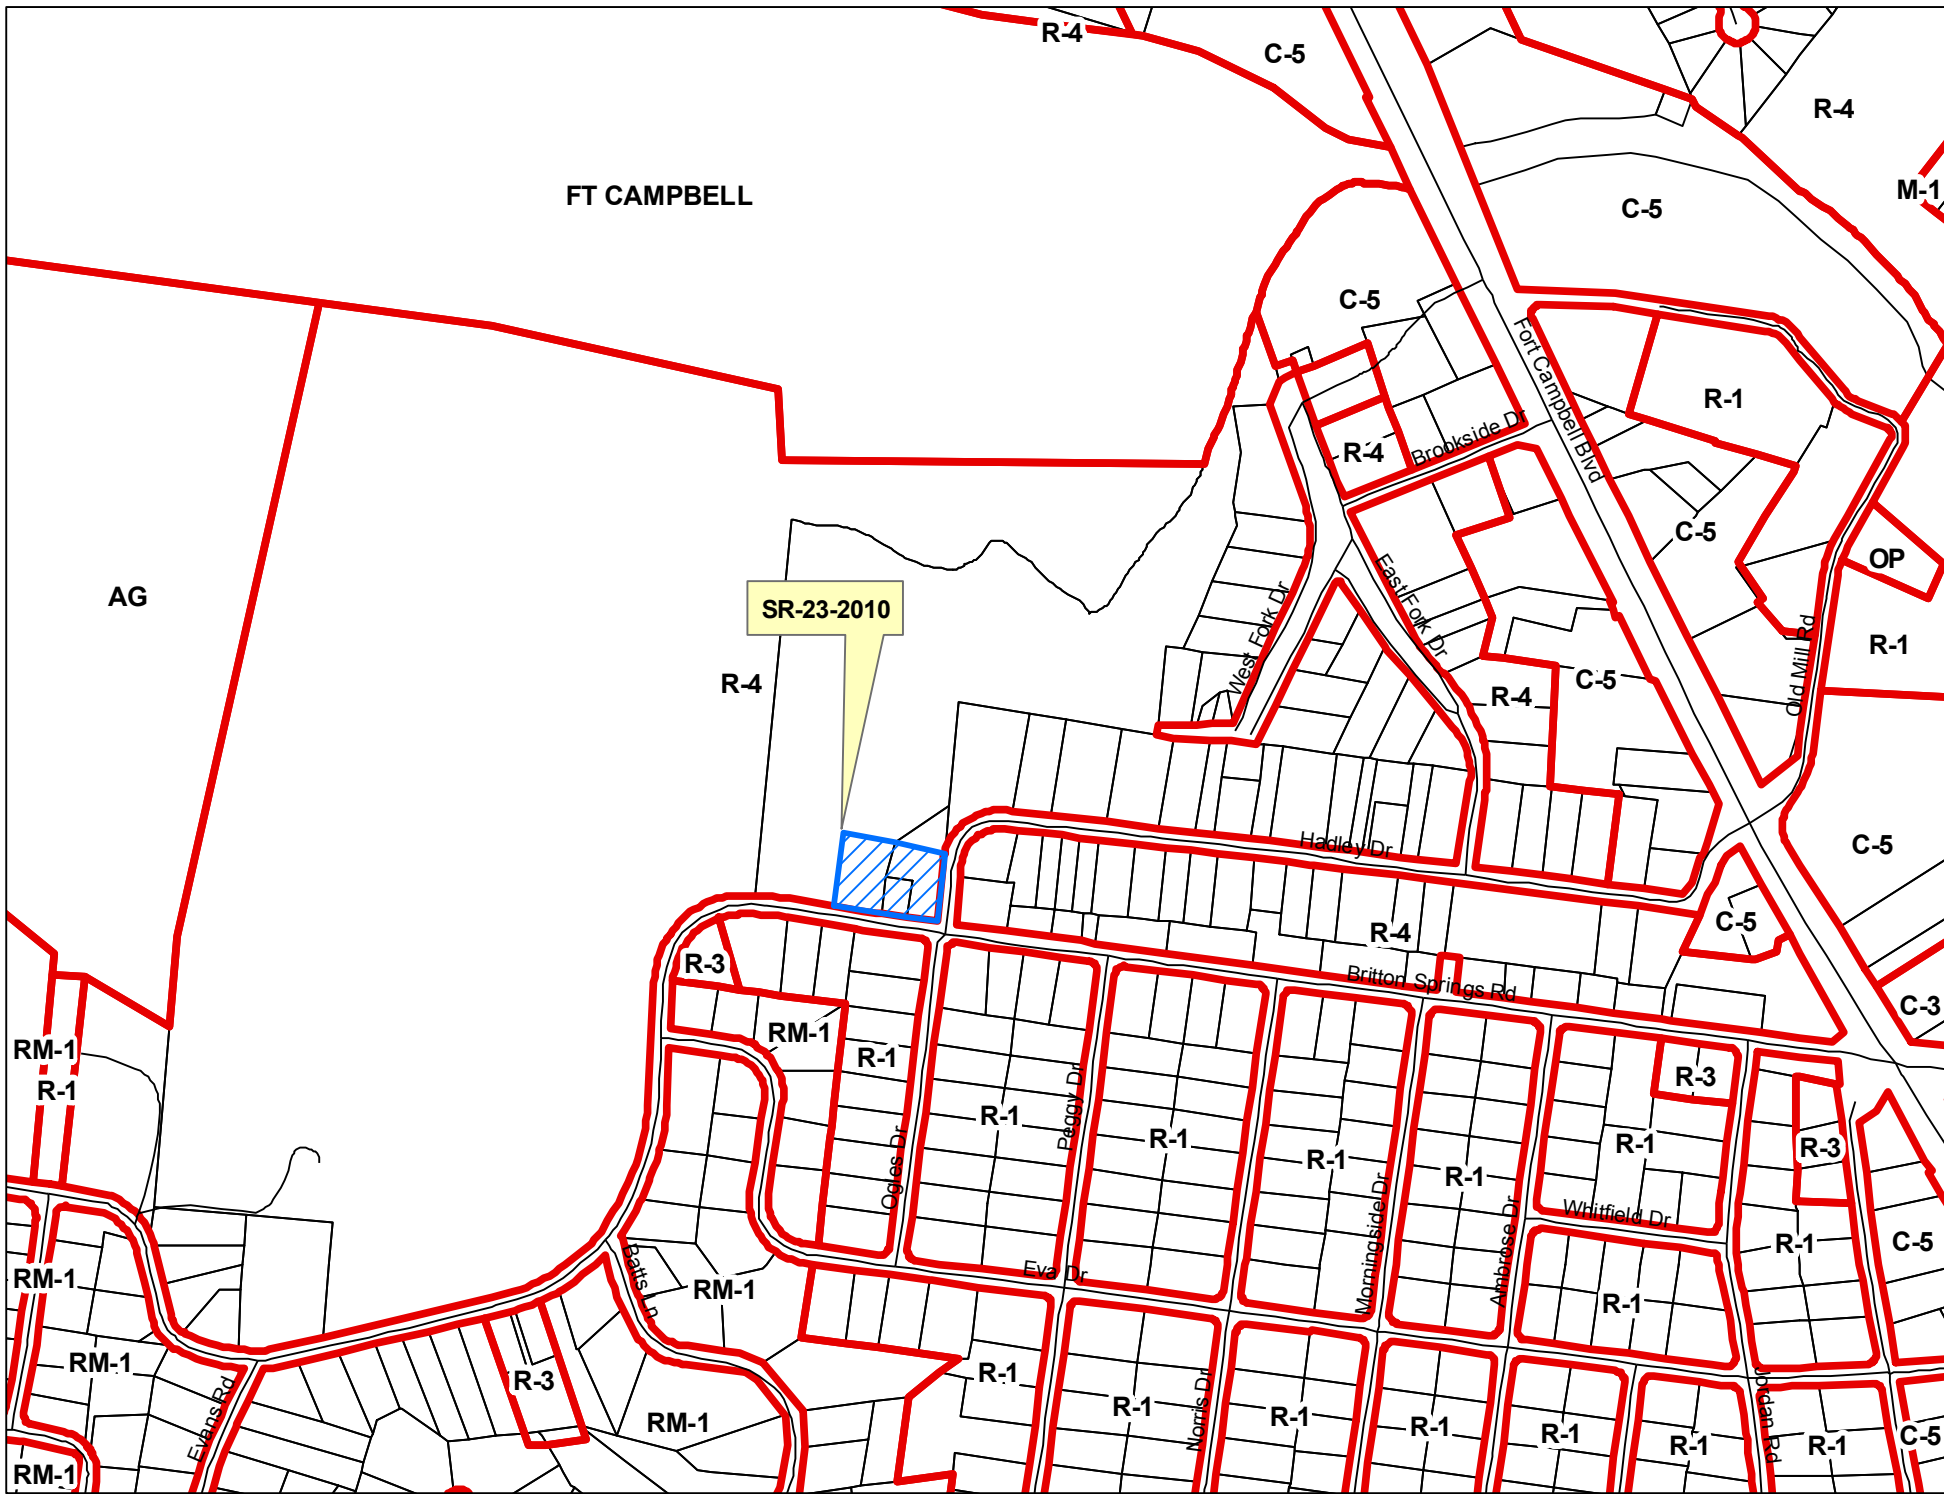 R-4
C-5
R-4
FT CAMPBELL
M-1
C-5
C-5
Fort Campbell Blvd
R-1
Brookside Dr
R-4
C-5
OP
AG
SR-23-2010
East Fork Dr
West Fork Dr
Old Mill Rd
R-1
R-4
C-5
R-4
Hadley Dr
C-5
C-5
R-4
R-3
Britton Springs Rd
C-3
RM-1
RM-1
R-1
R-1
R-3
R-1
Peggy Dr
R-1
R-1
R-1
R-1
R-1
R-3
Ogles Dr
Morningside Dr
Ambrose Dr
Whitfield Dr
R-1
C-5
RM-1
Batts Ln
RM-1
Eva Dr
R-1
RM-1
R-3
R-1
Evans Rd
RM-1
R-1
Norris Dr
R-1
R-1
R-1
R-1
Jordan Rd
R-1
C-5
RM-1